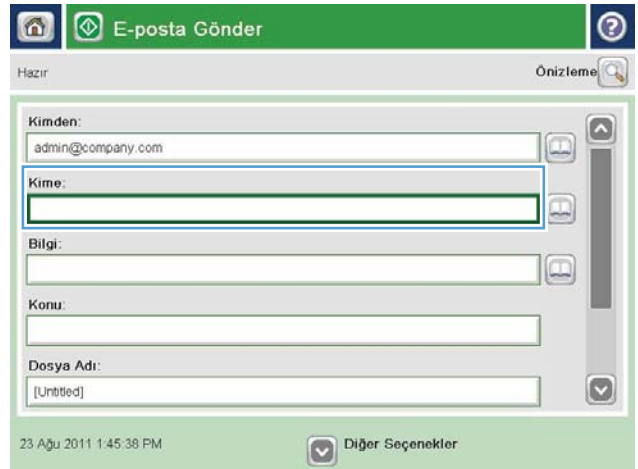 E-posta Gönder
Hazır
Önizleme
Kimden:
admin@company.com
Kime:
Bilgi:
Konu:
Dosya Adı:
[Untitled]
23 Ağu 2011 1:45:38 PM
Diğer Seçenekler